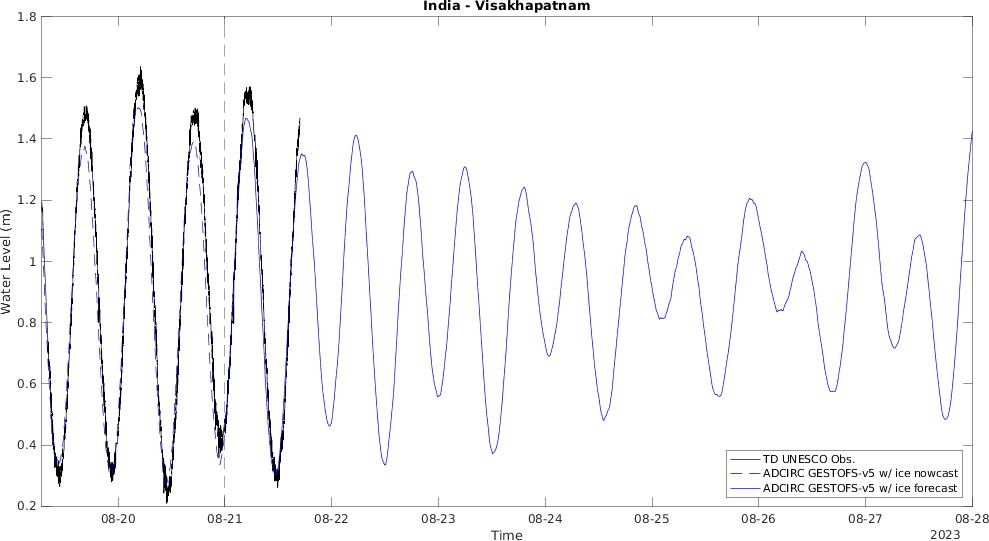 India - Visakhapatnam
Water Level (m)
1.8
1.6
1.4
1.2
1
0.8
0.6
0.4
0.2
TD UNESCO Obs.
ADCIRC GESTOFS-v5 w/ ice nowcast
ADCIRC GESTOFS-v5 w/ ice forecast
08-20 08-21 08-22 08-23 08-24 08-25 08-26 08-27 08-28
Time
2023